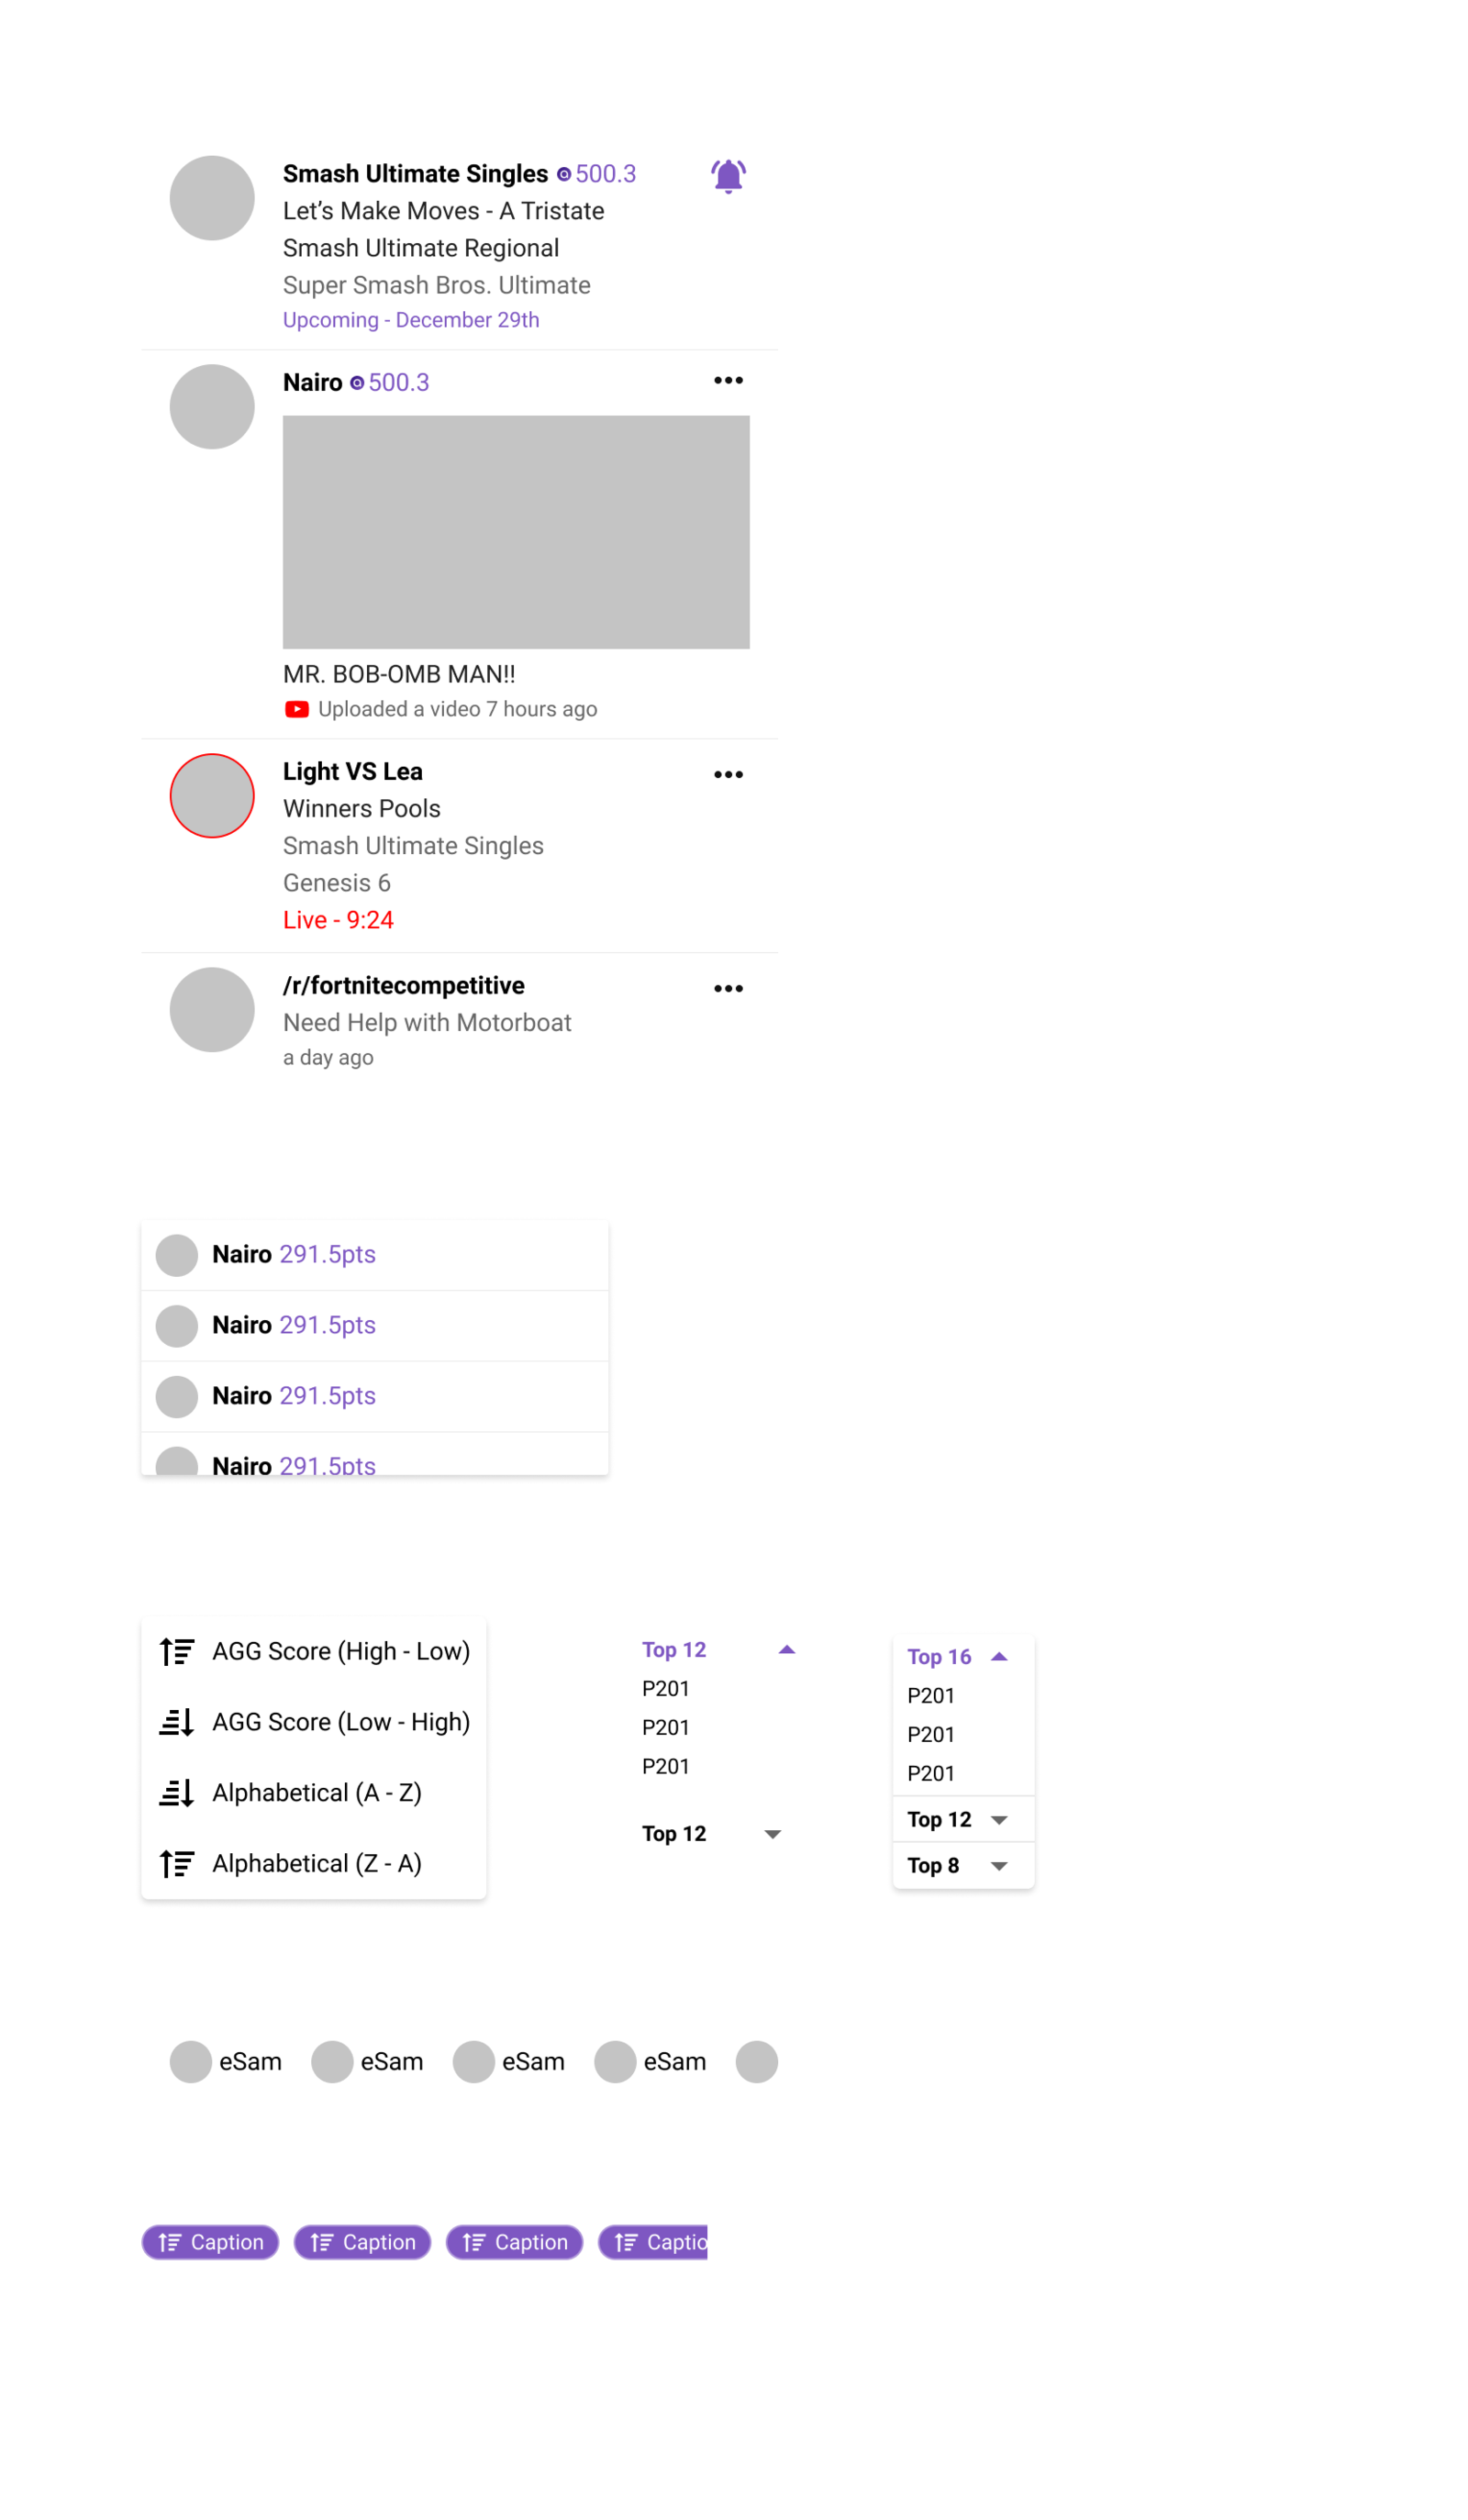 Smash Ultimate Singles 500.3
Let’s Make Moves - A Tristate
Smash Ultimate Regional
Super Smash Bros. Ultimate
Upcoming - December 29th
Nairo 500.3
MR. BOB-OMB MAN!!
Uploaded a video 7 hours ago
Light VS Lea
Winners Pools
Smash Ultimate Singles
Genesis 6
Live - 9:24
/r/fortnitecompetitive
Need Help with Motorboat
a day ago
Nairo 291.5pts
Nairo 291.5pts
Nairo 291.5pts
Nairo 291.5pts
AGG Score (High - Low)
AGG Score (Low - High)
Alphabetical (A - Z)
Alphabetical (Z - A)
Top 12
P201
P201
P201
Top 12
Top 16
P201
P201
P201
Top 12
Top 8
eSam eSam eSam eSam
Caption Caption Caption Captio